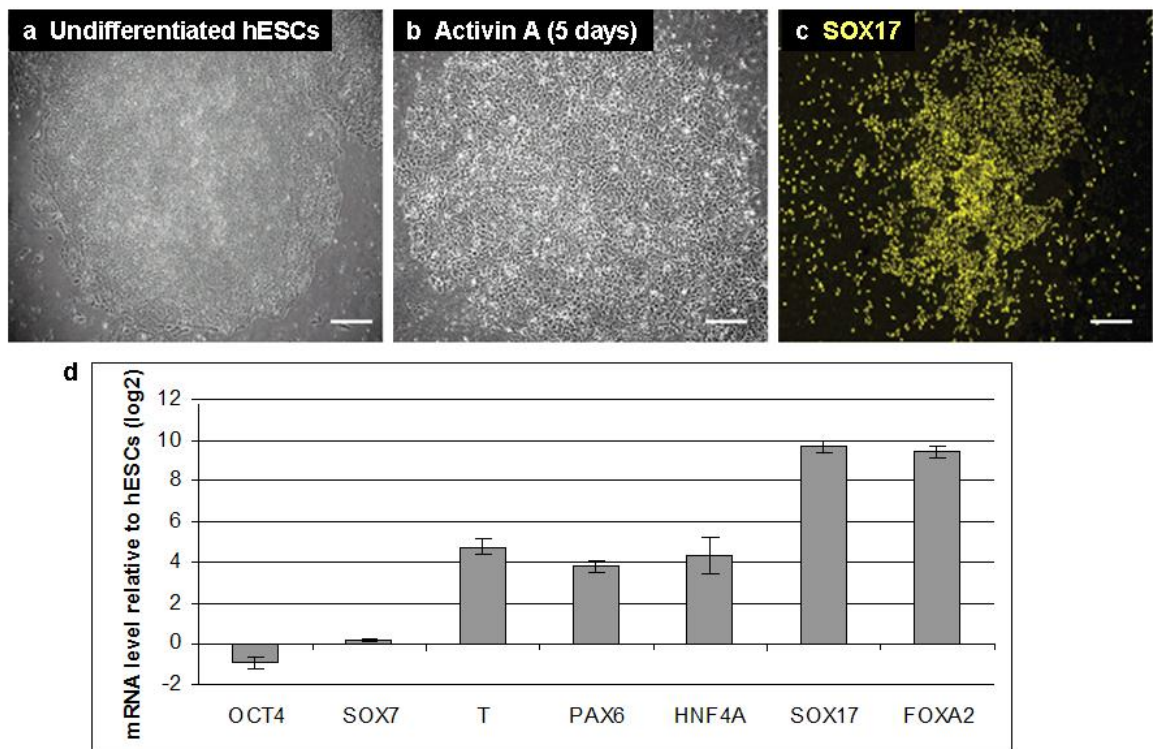 a Undifferentiated hESCs
b Activin A (5 days)
c SOX17
d
mRNA level relative to hESCs (log2)
12
10
8
6
4
2
0
-2
OCT4 SOX7 T PAX6 HNF4A SOX17 FOXA2